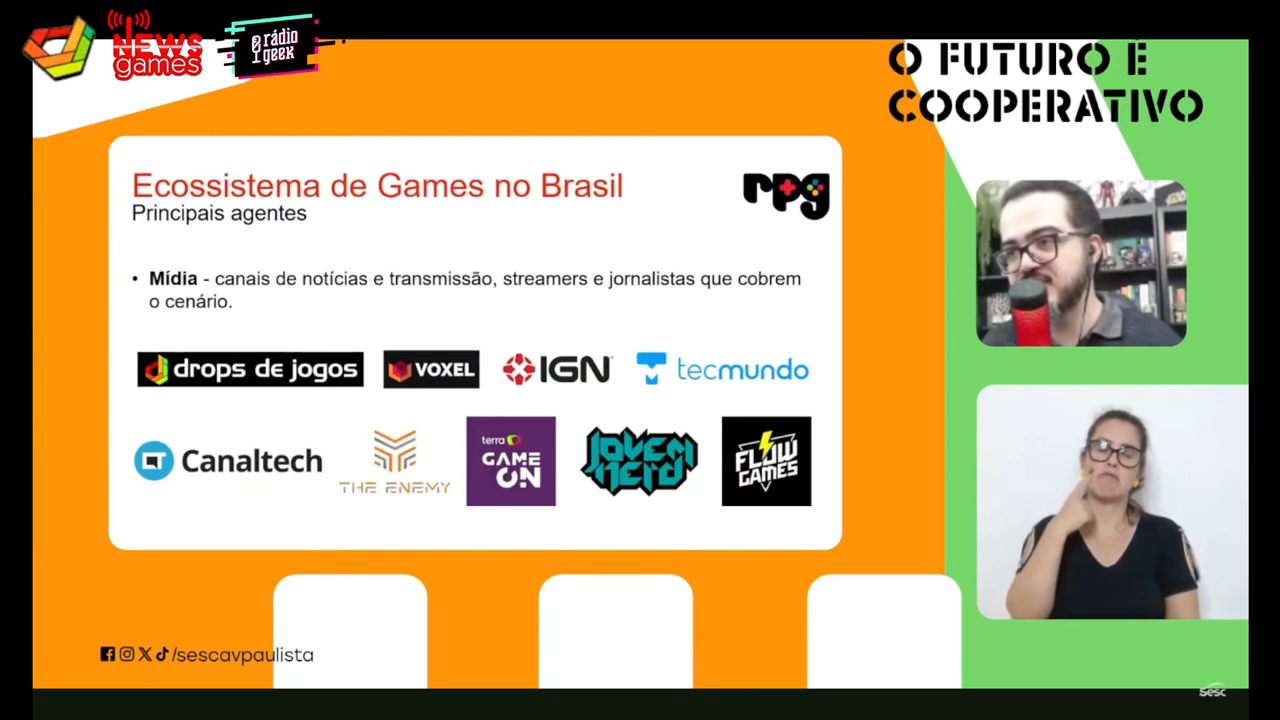 NEWS
games
rádio
geek
O FUTURO É
COOPERATIVO
Ecossistema de Games no Brasil
Principais agentes
rpg
• Mídia - canais de notícias e transmissão, streamers e jornalistas que cobrem
o cenário.
drops de jogos
VOXEL
IGN
tecmundo
Canaltech
THE ENEMY
terra
GAME
ON
JOVEM
NERD
FLOW
GAMES
/sescavpaulista
Sesc